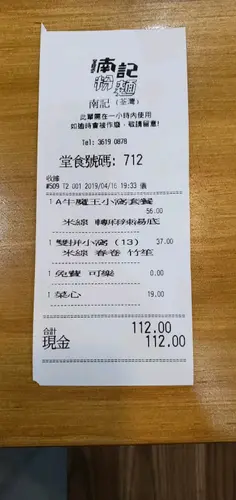 南記
粉麵
南記 (荃灣)
此單需在一小時內使用
如逾時會被作廢, 敬請留意!
Tel: 3619 0878
堂食號碼: 712
收據
#509 T2 001 2019/04/16 19:33
1 A牛魔王小窩套餐
56.00
米線 轉麻辣湯底
1 雙拼小窩 (13) 37.00
米線 春卷 竹笙
1 免費 可樂 0.00
1 菜心 19.00
合計 112.00
現金 112.00